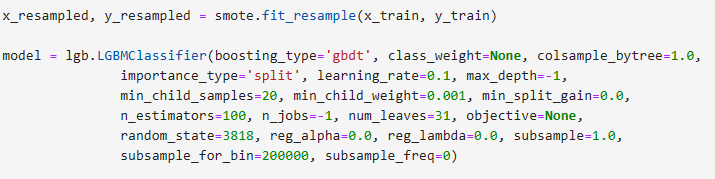 x_resampled, y_resampled = smote.fit_resample(x_train, y_train)
model = lgb.LGBMClassifier(boosting_type='gbdt', class_weight=None, colsample_bytree=1.0,
importance_type='split', learning_rate=0.1, max_depth=-1,
min_child_samples=20, min_child_weight=0.001, min_split_gain=0.0,
n_estimators=100, n_jobs=-1, num_leaves=31, objective=None,
random_state=3818, reg_alpha=0.0, reg_lambda=0.0, subsample=1.0,
subsample_for_bin=200000, subsample_freq=0)